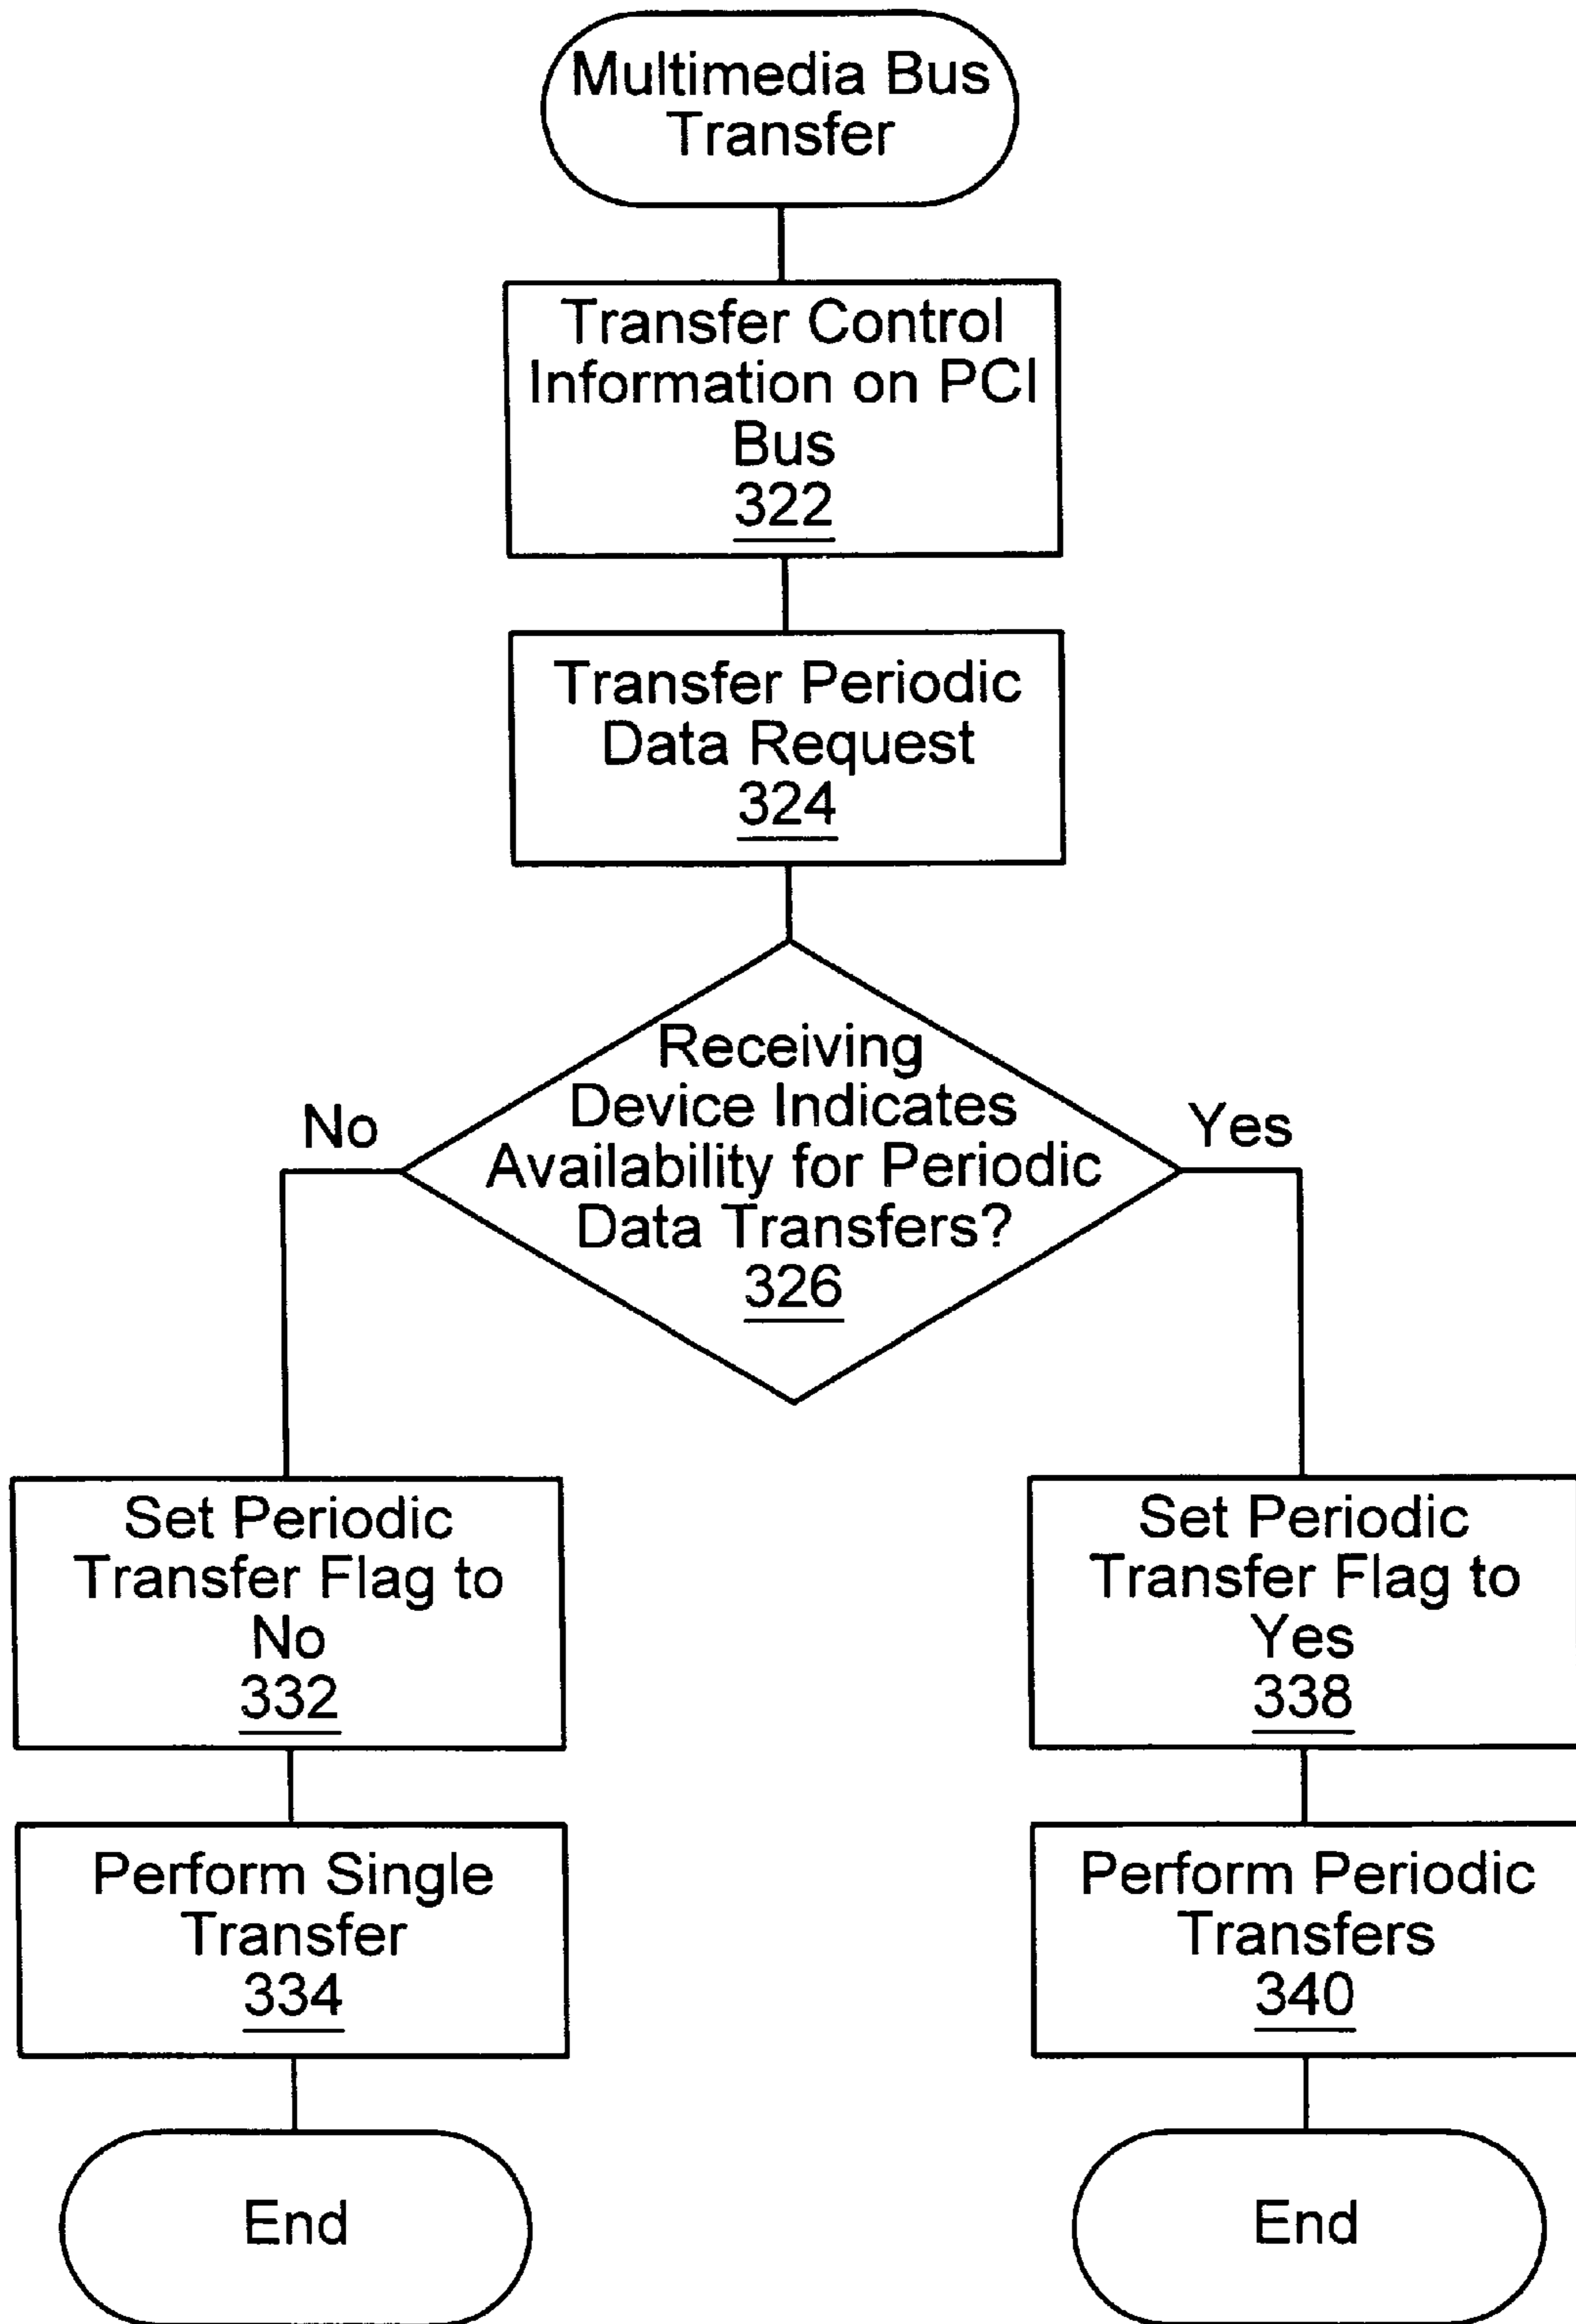 Multimedia Bus
Transfer
Transfer Control
Information on PCI
Bus
322
Transfer Periodic
Data Request
324
Receiving
Device Indicates
Availability for Periodic
Data Transfers?
326
No
Yes
Set Periodic
Transfer Flag to
No
332
Set Periodic
Transfer Flag to
Yes
338
Perform Single
Transfer
334
Perform Periodic
Transfers
340
End
End